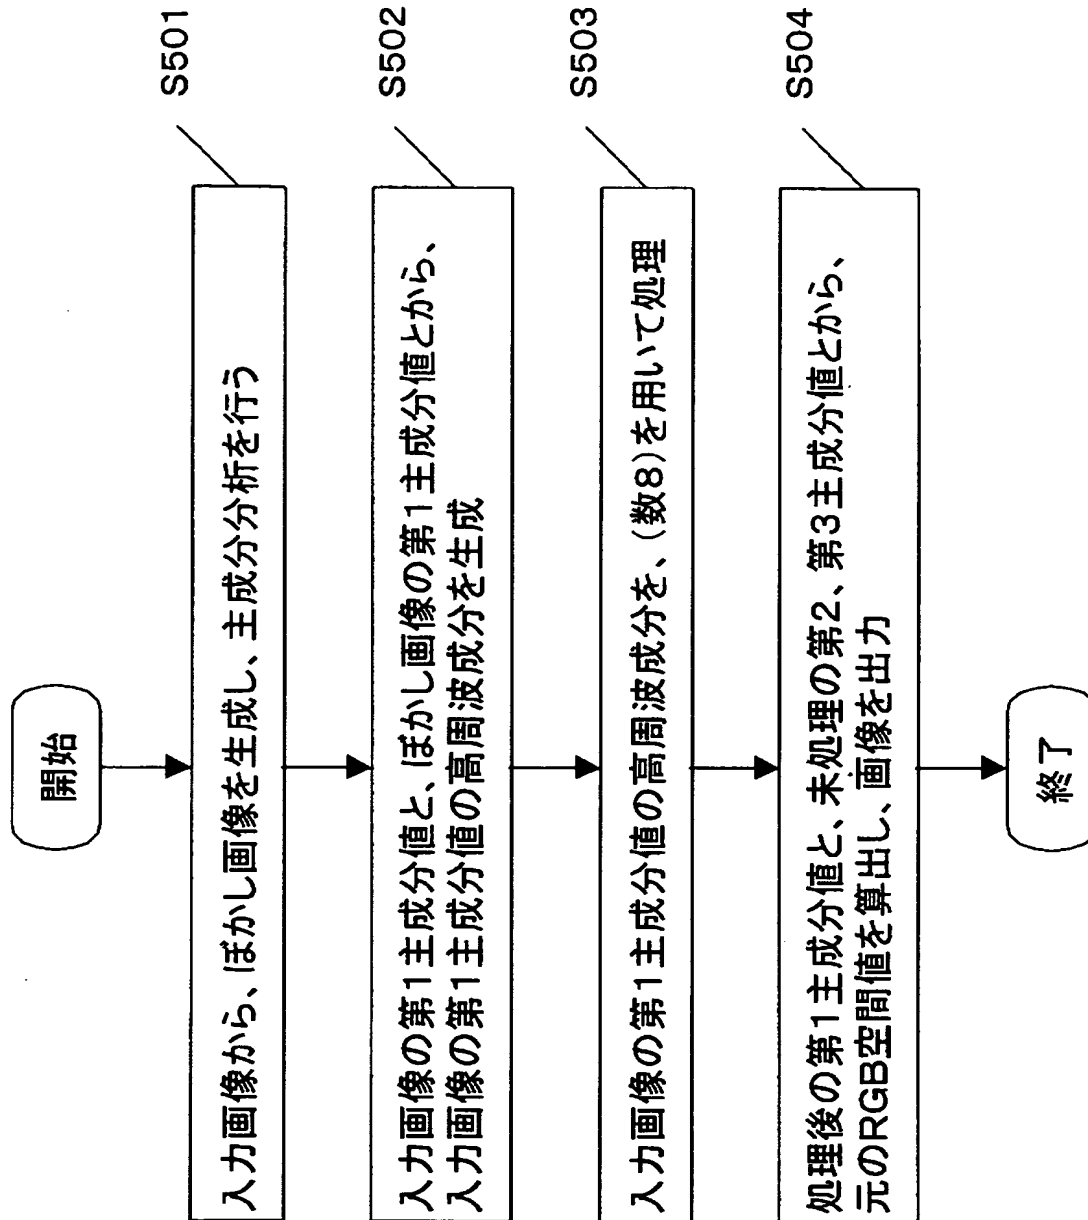 開始
S501
入力画像から、ぼかし画像を生成し、主成分分析を行う
S502
入力画像の第1主成分値と、ぼかし画像の第1主成分値とから、
入力画像の第1主成分値の高周波成分を生成
S503
入力画像の第1主成分値の高周波成分を、(数8)を用いて処理
S504
処理後の第1主成分値と、未処理の第2、第3主成分値とから、
元のRGB空間値を算出し、画像を出力
終了